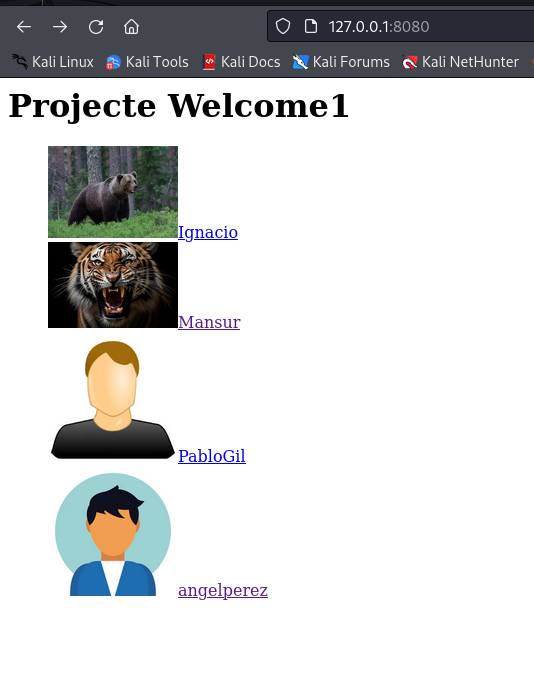 127.0.0.1:8080
Kali Linux Kali Tools Kali Docs Kali Forums Kali NetHunter
Projecte Welcome1
Ignacio
Mansur
PabloGil
angelperez